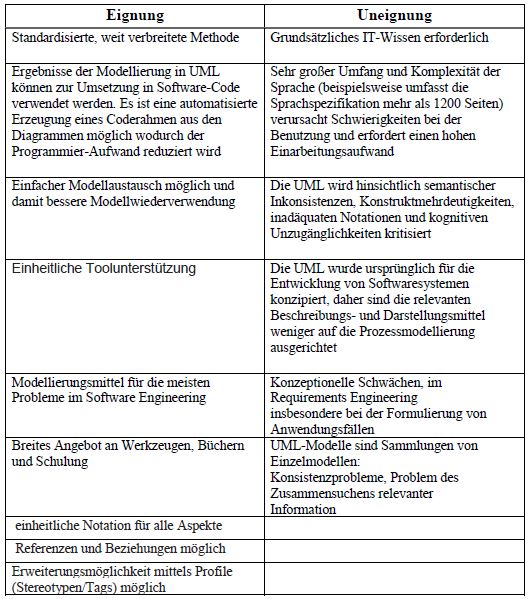 Eignung
Uneignung
Standardisierte, weit verbreitete Methode
Grundsätzliches IT-Wissen erforderlich
Ergebnisse der Modellierung in UML
können zur Umsetzung in Software-Code
verwendet werden. Es ist eine automatisierte
Erzeugung eines Coderahmen aus den
Diagrammen möglich wodurch der
Programmier-Aufwand reduziert wird
Sehr großer Umfang und Komplexität der
Sprache (beispielsweise umfasst die
Sprachspezifikation mehr als 1200 Seiten)
verursacht Schwierigkeiten bei der
Benutzung und erfordert einen hohen
Einarbeitungsaufwand
Einfacher Modellaustausch möglich und
damit bessere Modellwiederverwendung
Die UML wird hinsichtlich semantischer
Inkonsistenzen, Konstruktmehrdeutigkeiten,
inadäquaten Notationen und kognitiven
Unzugänglichkeiten kritisiert
Einheitliche Toolunterstützung
Die UML wurde ursprünglich für die
Entwicklung von Softwaresystemen
konzipiert, daher sind die relevanten
Beschreibungs- und Darstellungsmittel
weniger auf die Prozessmodellierung
ausgerichtet
Modellierungsmittel für die meisten
Probleme im Software Engineering
Konzeptionelle Schwächen, im
Requirements Engineering
insbesondere bei der Formulierung von
Anwendungsfällen
Breites Angebot an Werkzeugen, Büchern
und Schulung
UML-Modelle sind Sammlungen von
Einzelmodellen:
Konsistenzprobleme, Problem des
Zusammensuchens relevanter
Information
einheitliche Notation für alle Aspekte
Referenzen und Beziehungen möglich
Erweiterungsmöglichkeit mittels Profile
(Stereotypen/Tags) möglich